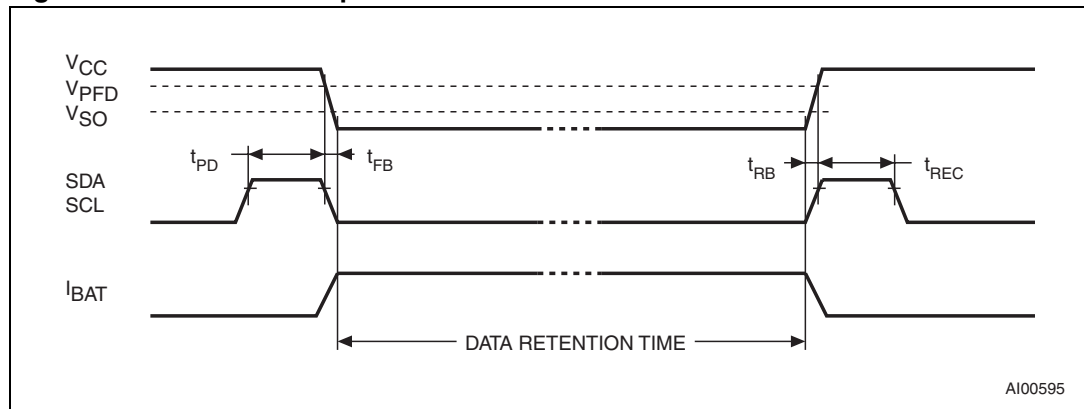 VCC
VPFD
VSO
tPD
tFB
tRB
tREC
SDA
SCL
IBAT
DATA RETENTION TIME
AI00595